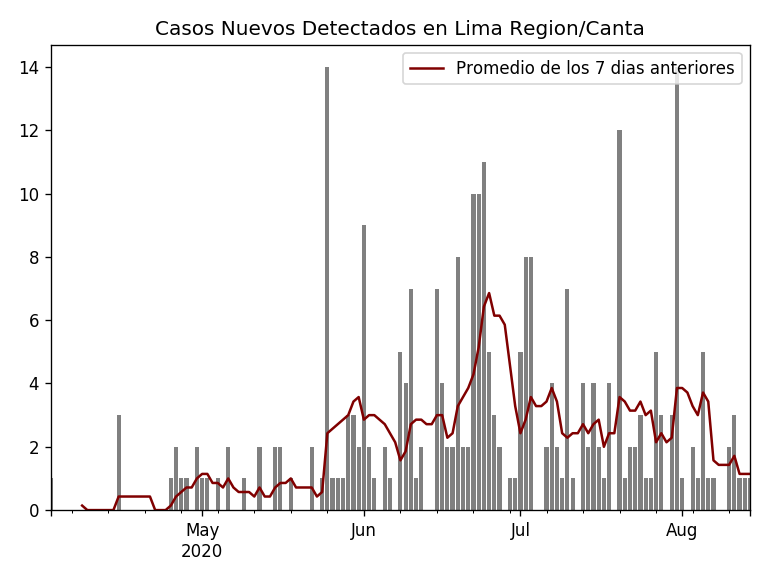 Casos Nuevos Detectados en Lima Region/Canta
Promedio de los 7 dias anteriores
14
12
10
8
6
4
2
0
May
2020
Jun
Jul
Aug